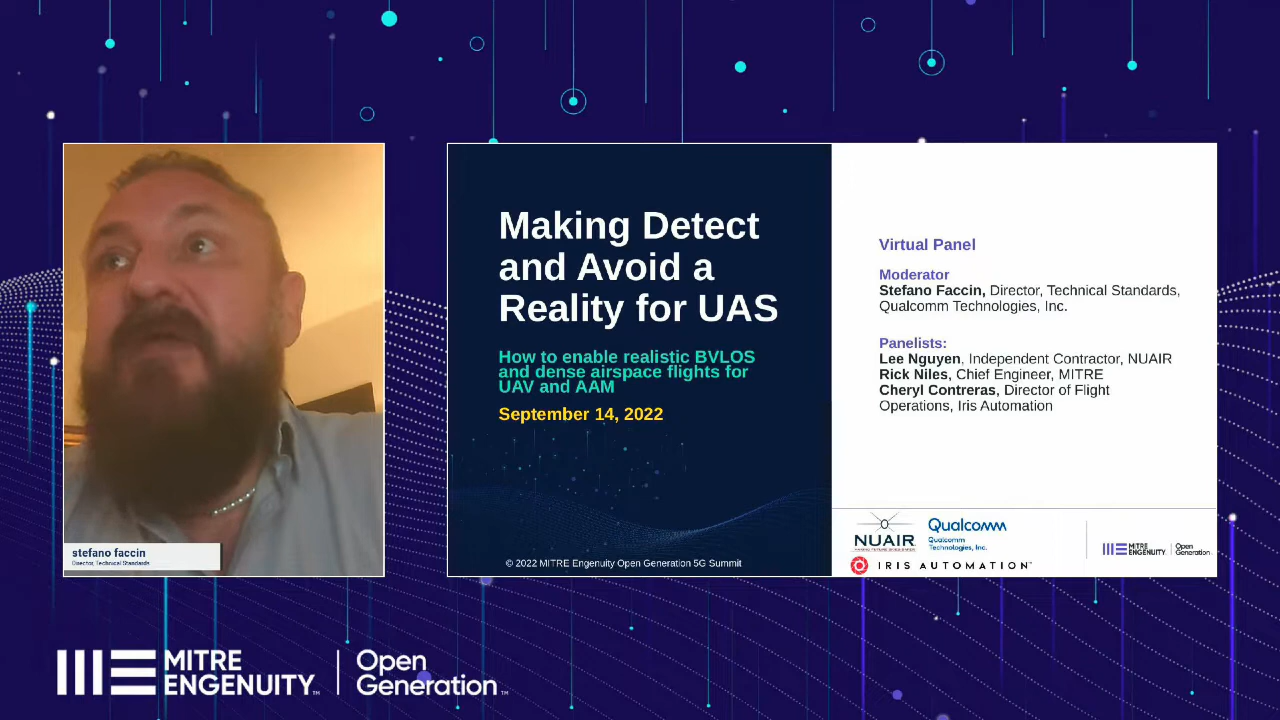 Making Detect
and Avoid a
Reality for UAS
How to enable realistic BVLOS
and dense airspace flights for
UAV and AAM
September 14, 2022
© 2022 MITRE Engenuity Open Generation 5G Summit
Virtual Panel
Moderator
Stefano Faccin, Director, Technical Standards,
Qualcomm Technologies, Inc.
Panelists:
Lee Nguyen, Independent Contractor, NUAIR
Rick Niles, Chief Engineer, MITRE
Cheryl Contreras, Director of Flight
Operations, Iris Automation
NUAIR
Qualcomm
Qualcomm
Technologies, Inc.
IRIS AUTOMATION
MITRE
ENGENUITY
Open
Generation
stefano faccin
Director, Technical Standards
MITRE
ENGENUITY™
Open
Generation™